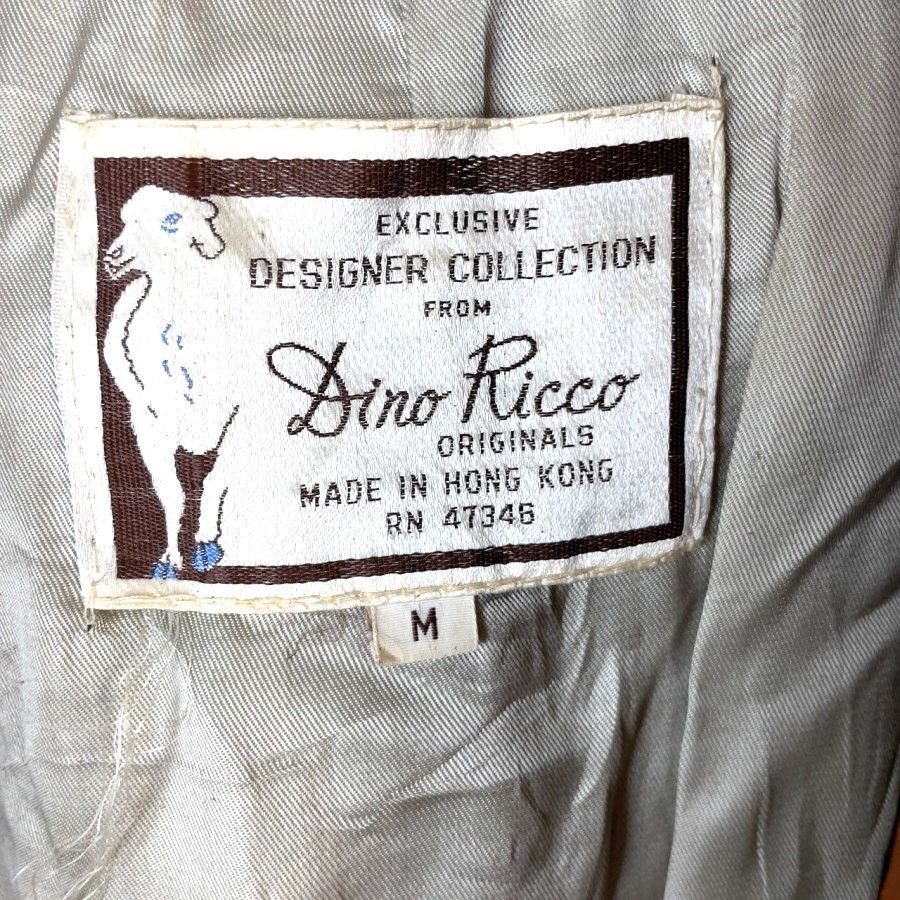 EXCLUSIVE
DESIGNER COLLECTION
FROM
Dino Ricco
ORIGINALS
MADE IN HONG KONG
RN 47346
M